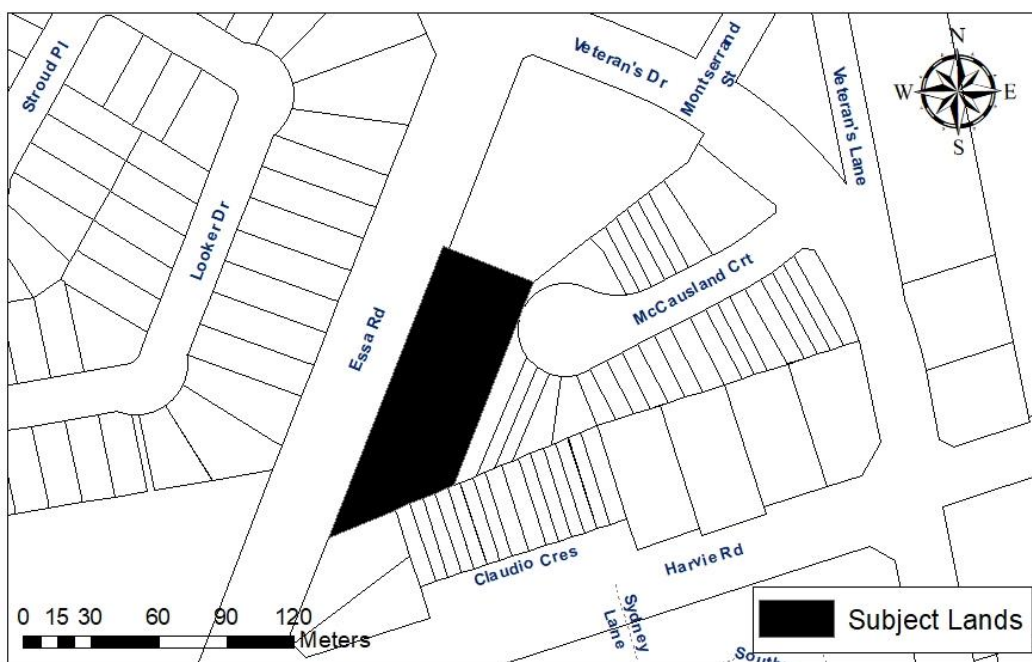 Stroud Pl
Veteran's Dr
Montserrand
St
Veteran's Lane
N
W
E
S
Looker Dr
Essa Rd
McCausland Crt
Claudio Cres
Harvie Rd
Sydney
Lane
South
0 15 30 60 90 120
Meters
Subject Lands